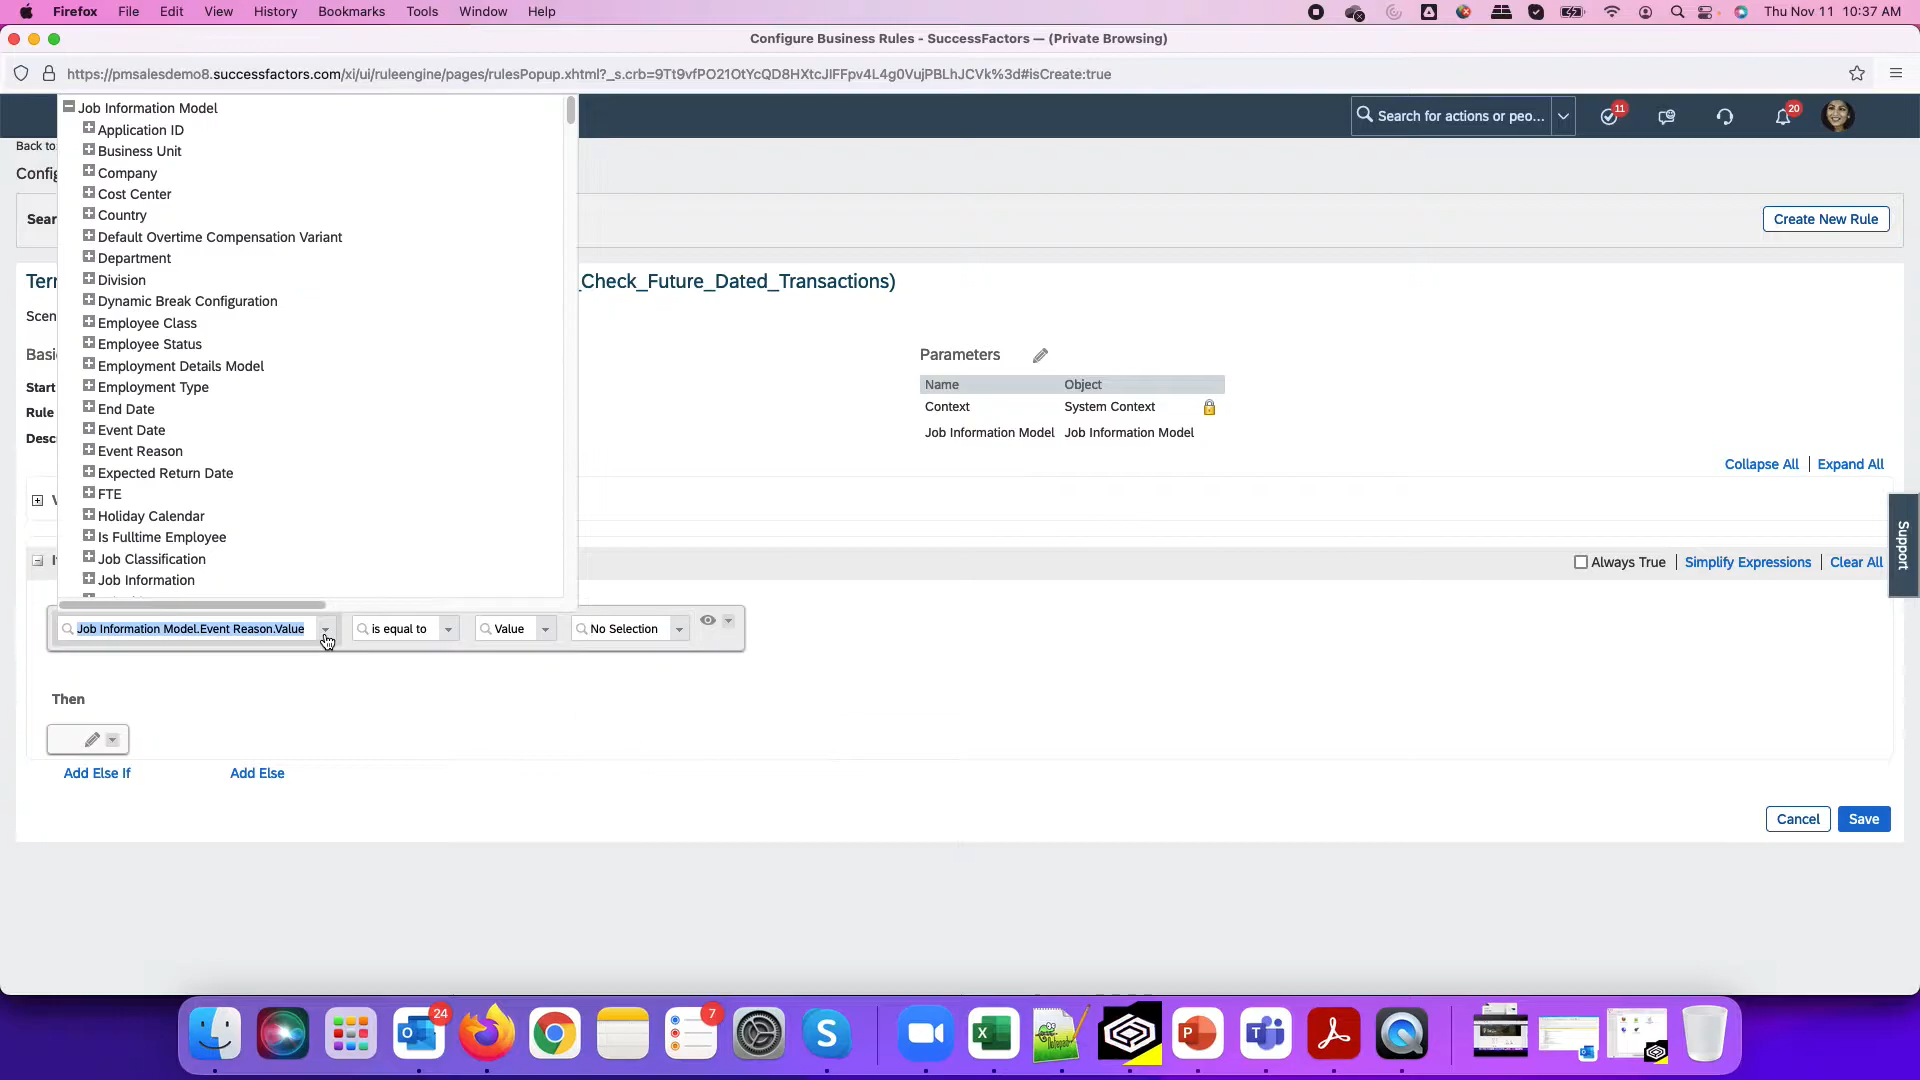 Firefox File Edit View History Bookmarks Tools Window Help Thu Nov 11 10:37 AM
Configure Business Rules - SuccessFactors — (Private Browsing)
https://pmsalesdemo8.successfactors.com/xi/ui/ruleengine/pages/rulesPopup.xhtml?_s.crb=9Tt9vfPO21OtYcQD8HXtcJIFFpv4L4g0VujPBLhJCVk%3d#isCreate:true
Job Information Model
Search for actions or peo... 11 20
Application ID
Back to
Business Unit
Company
Config
Cost Center
Country
Sear
Create New Rule
Default Overtime Compensation Variant
Department
Division
Ter
_Check_Future_Dated_Transactions)
Dynamic Break Configuration
Scen
Employee Class
Employee Status
Basi
Parameters
Employment Details Model
Start
Employment Type
Name Object
End Date
Rule
Context System Context
Event Date
Desc
Job Information Model Job Information Model
Event Reason
Collapse All Expand All
Expected Return Date
FTE
Holiday Calendar
Is Fulltime Employee
Job Classification
Always True Simplify Expressions Clear All
Job Information
Support
Job Information Model.Event Reason.Value is equal to Value No Selection
Then
Add Else If Add Else
Cancel Save
24 7